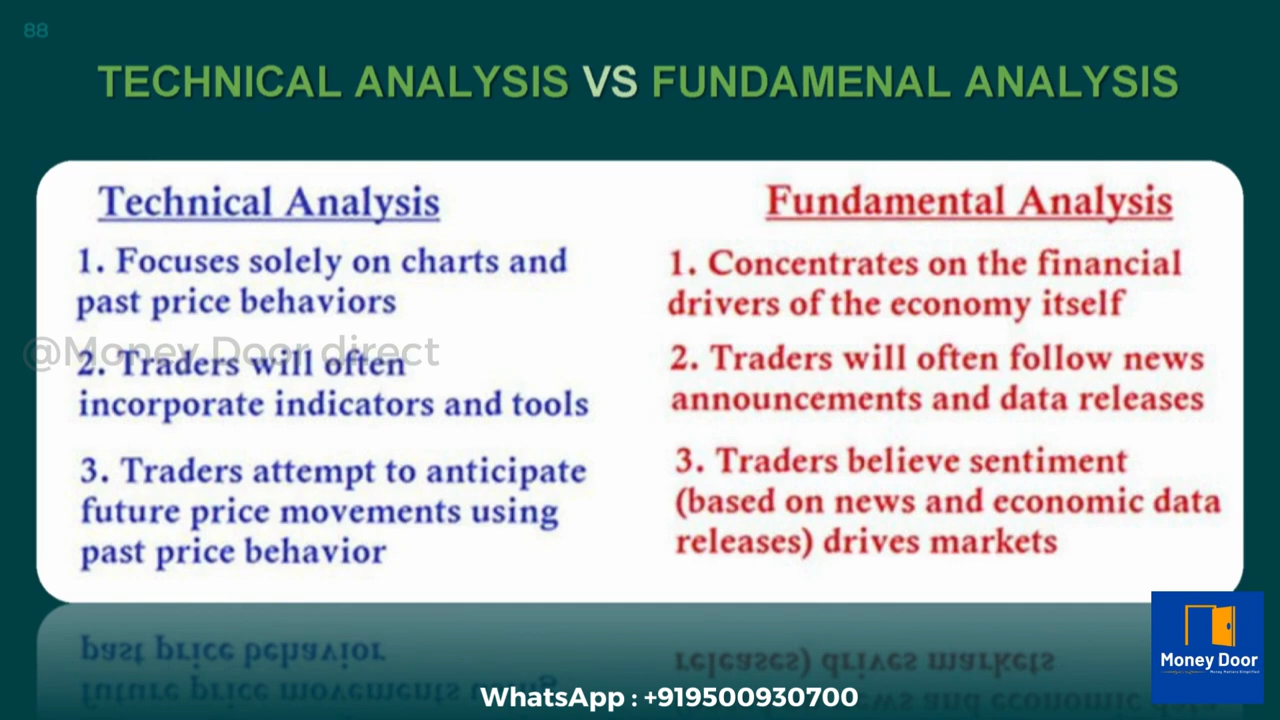 88
TECHNICAL ANALYSIS VS FUNDAMENAL ANALYSIS
Technical Analysis
1. Focuses solely on charts and
past price behaviors
@Money Door direct
2. Traders will often
incorporate indicators and tools
3. Traders attempt to anticipate
future price movements using
past price behavior
Fundamental Analysis
1. Concentrates on the financial
drivers of the economy itself
2. Traders will often follow news
announcements and data releases
3. Traders believe sentiment
(based on news and economic data
releases) drives markets
Money Door
Money Matters Simplified
WhatsApp : +919500930700